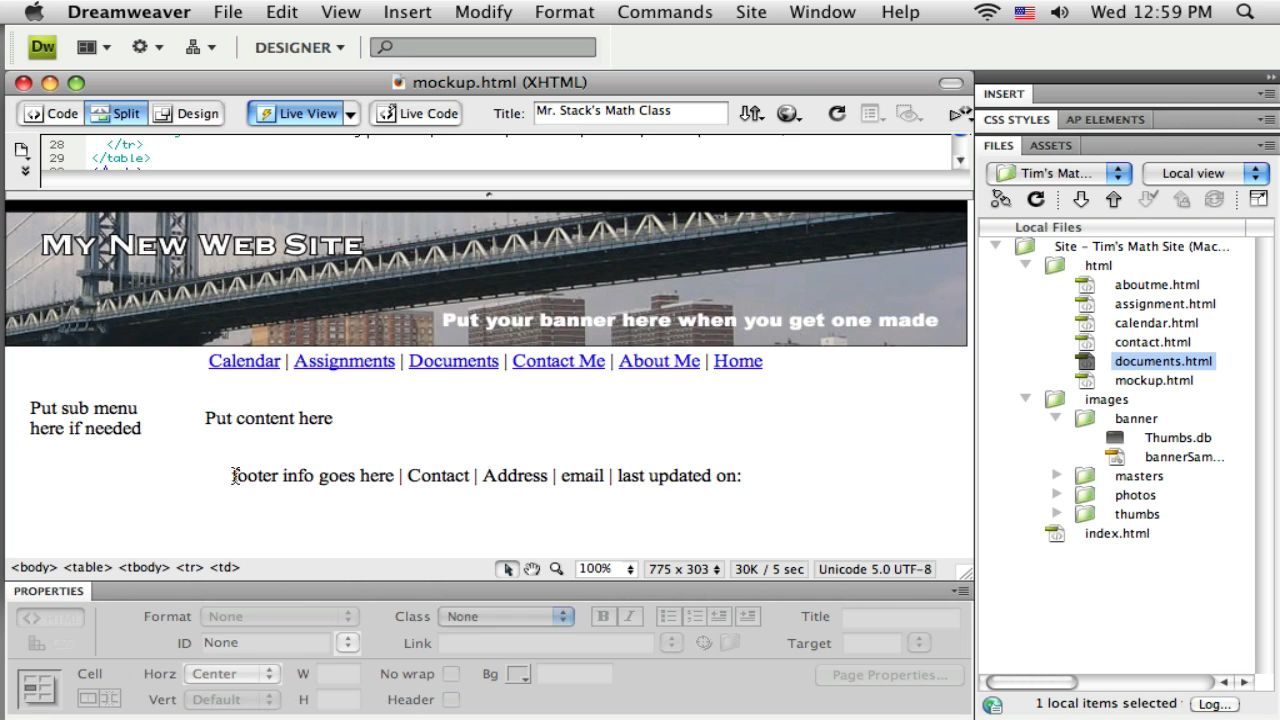 Dreamweaver File Edit View Insert Modify Format Commands Site Window Help Wed 12:59 PM
Dw DESIGNER
mockup.html (XHTML)
Code Split Design Live View Live Code Title: Mr. Stack's Math Class
28 </tr>
29 </table>
My New Web Site
Put your banner here when you get one made
Calendar | Assignments | Documents | Contact Me | About Me | Home
Put sub menu
here if needed
Put content here
footer info goes here | Contact | Address | email | last updated on:
<body> <table> <tbody> <tr> <td> 100% 775 x 303 30K / 5 sec Unicode 5.0 UTF-8
PROPERTIES
<> HTML Format None Class None B I Title
CSS ID None Link Target
Cell Horz Center W No wrap Bg Page Properties...
Vert Default H Header
INSERT
CSS STYLES AP ELEMENTS
FILES ASSETS
Tim's Mat... Local view
Local Files
Site – Tim's Math Site (Mac...
html
aboutme.html
assignment.html
calendar.html
contact.html
documents.html
mockup.html
images
banner
Thumbs.db
bannerSam...
masters
photos
thumbs
index.html
1 local items selected Log...